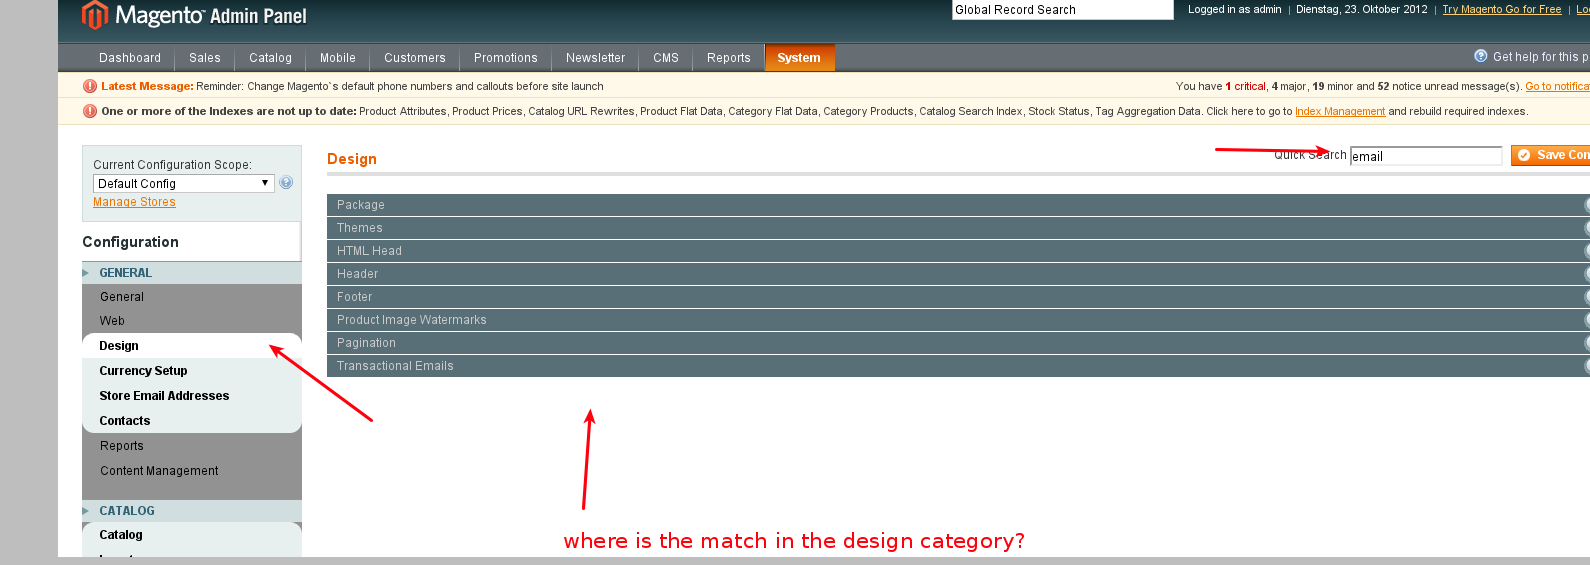 Magento Admin Panel
Global Record Search
Logged in as admin | Dienstag, 23. Oktober 2012 | Try Magento Go for Free | Lo
Dashboard Sales Catalog Mobile Customers Promotions Newsletter CMS Reports System
Get help for this p
Latest Message: Reminder: Change Magento`s default phone numbers and callouts before site launch
You have 1 critical, 4 major, 19 minor and 52 notice unread message(s). Go to notifica
One or more of the Indexes are not up to date: Product Attributes, Product Prices, Catalog URL Rewrites, Product Flat Data, Category Flat Data, Category Products, Catalog Search Index, Stock Status, Tag Aggregation Data. Click here to go to Index Management and rebuild required indexes.
Current Configuration Scope:
Default Config
Manage Stores
Configuration
GENERAL
General
Web
Design
Currency Setup
Store Email Addresses
Contacts
Reports
Content Management
CATALOG
Catalog
Design
Quick Search email
Save Con
Package
Themes
HTML Head
Header
Footer
Product Image Watermarks
Pagination
Transactional Emails
where is the match in the design category?